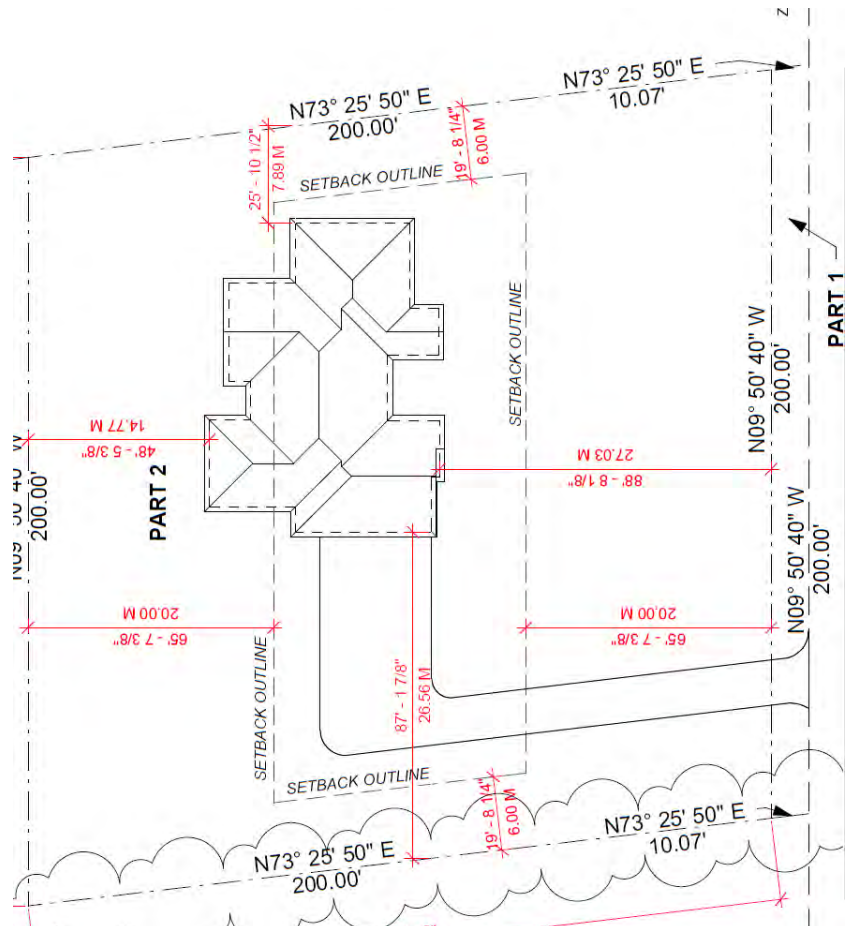 Z
N73° 25' 50" E
10.07'
N73° 25' 50" E
200.00'
25' - 10 1/2"
7.89 M
19' - 8 1/4"
6.00 M
SETBACK OUTLINE
SETBACK OUTLINE
PART 1
N09° 50' 40" W
200.00'
14.77 M
48' - 5 3/8"
PART 2
N09° 50' 40" W
200.00'
27.03 M
88' - 8 1/8"
N09° 50' 40" W
200.00'
20.00 M
65' - 7 3/8"
20.00 M
65' - 7 3/8"
SETBACK OUTLINE
87' - 1 7/8"
26.56 M
SETBACK OUTLINE
19' - 8 1/4"
6.00 M
N73° 25' 50" E
10.07'
N73° 25' 50" E
200.00'